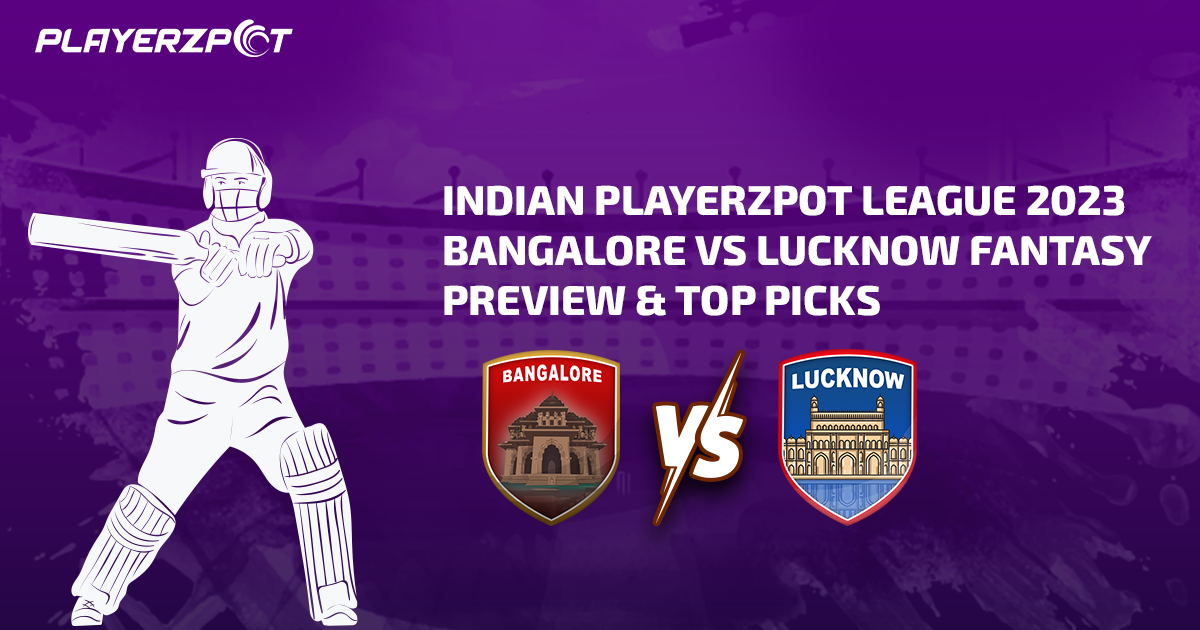 PLAYERZPOT
INDIAN PLAYERZPOT LEAGUE 2023
BANGALORE VS LUCKNOW FANTASY
PREVIEW & TOP PICKS
BANGALORE
VS
LUCKNOW